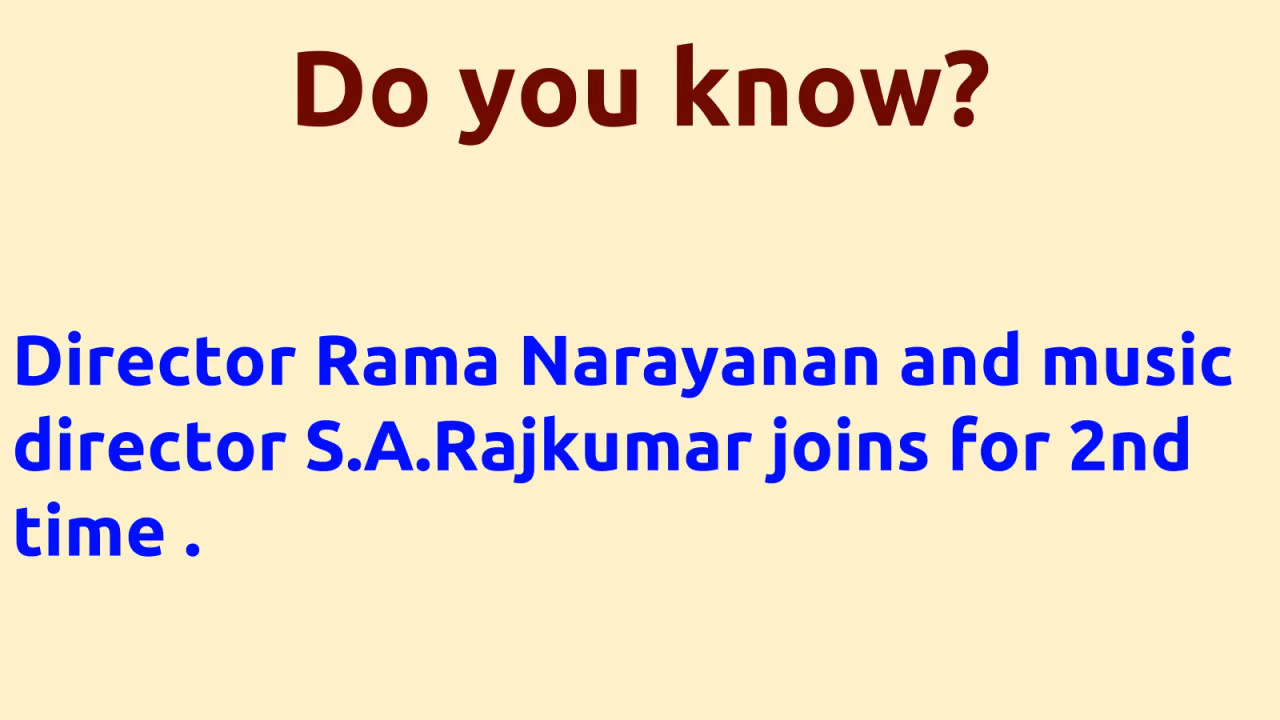 Do you know?
Director Rama Narayanan and music
director S.A.Rajkumar joins for 2nd
time .